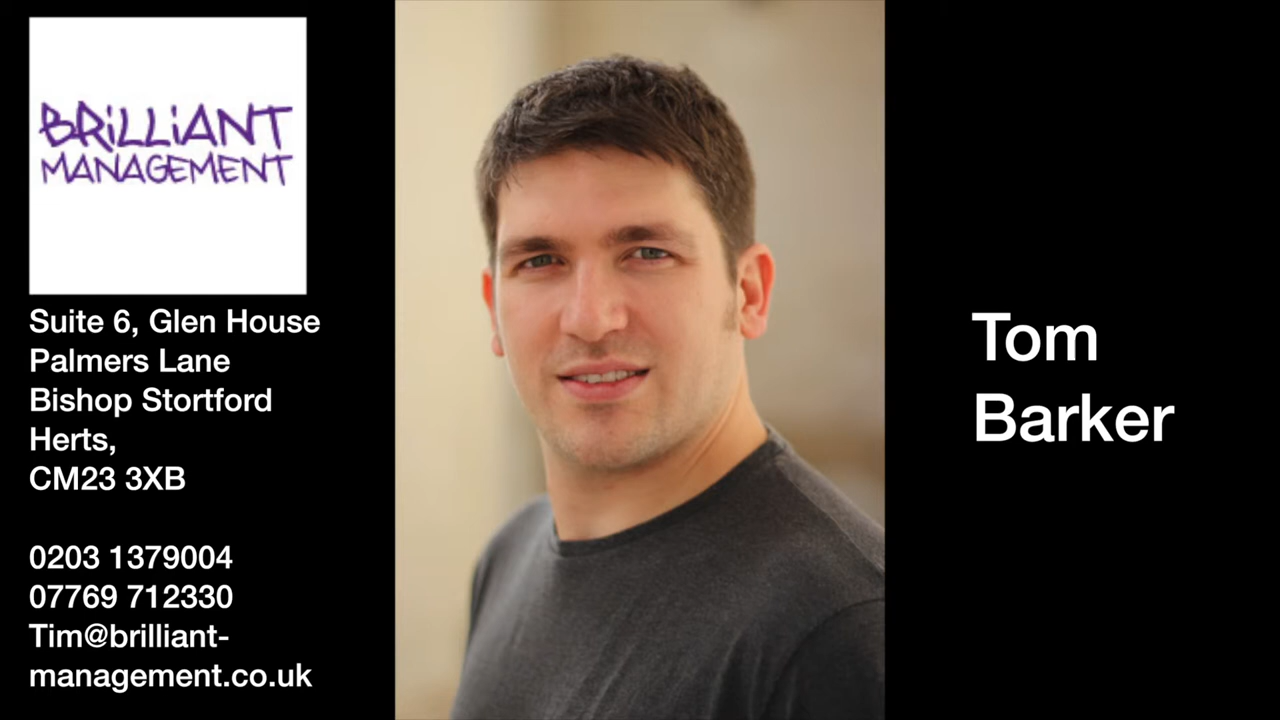 BRiLLiANT
MANAGEMENT
Suite 6, Glen House
Palmers Lane
Bishop Stortford
Herts,
CM23 3XB
0203 1379004
07769 712330
Tim@brilliant-
management.co.uk
Tom
Barker